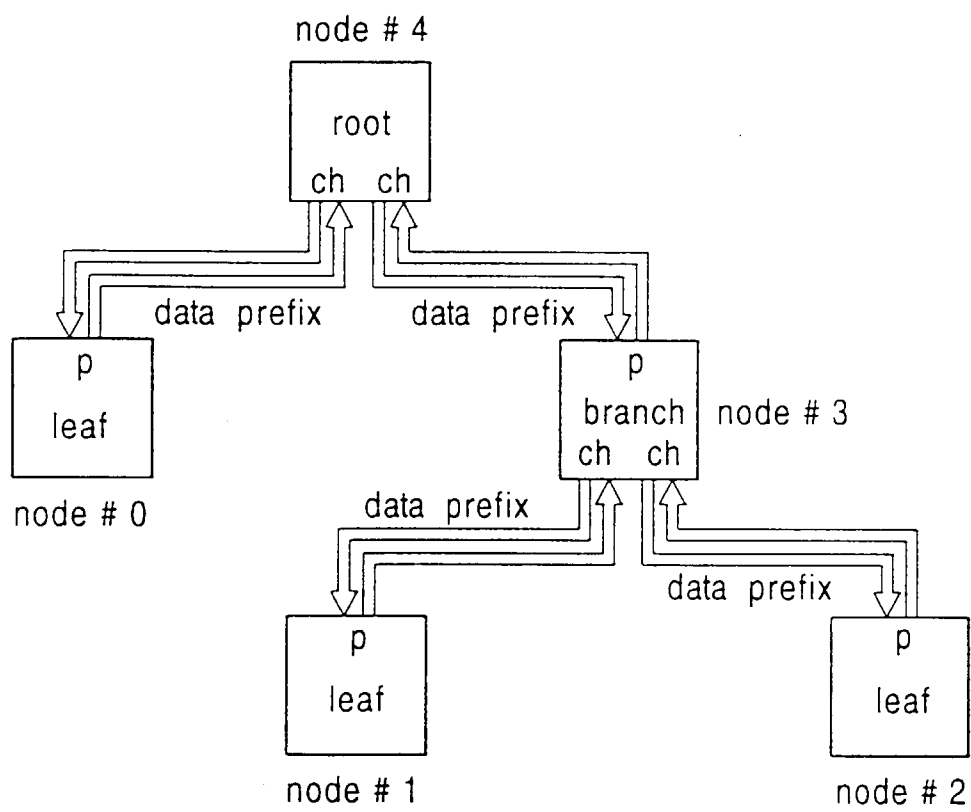 node # 4
root
ch ch
data prefix
data prefix
p
leaf
node # 0
p
branch
ch ch
node # 3
data prefix
data prefix
p
leaf
node # 1
p
leaf
node # 2